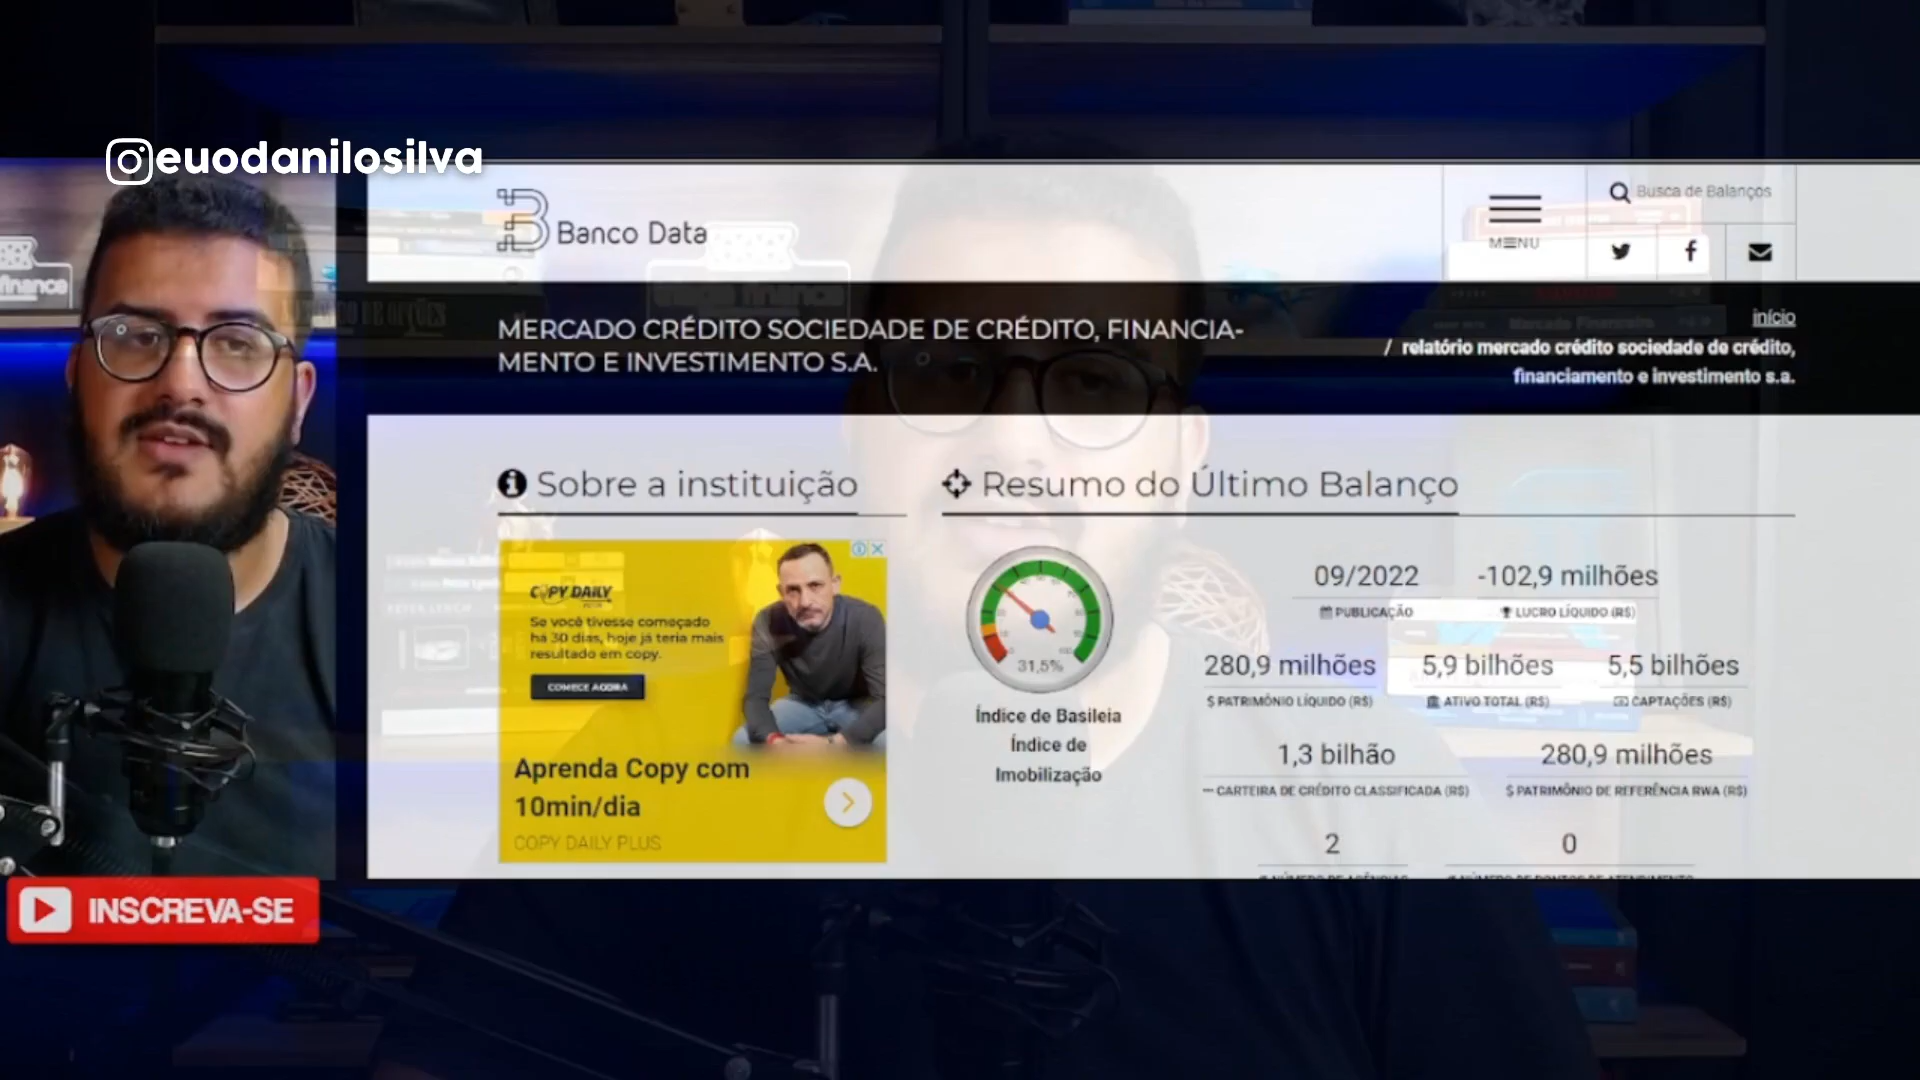 euodanilosilva
finance
Banco Data
MENU
Busca de Balanços
MERCADO CRÉDITO SOCIEDADE DE CRÉDITO, FINANCIA-
MENTO E INVESTIMENTO S.A.
início
/ relatório mercado crédito sociedade de crédito,
financiamento e investimento s.a.
Sobre a instituição
COPY DAILY
Se você tivesse começado
há 30 dias, hoje já teria mais
resultado em copy.
COMECE AGORA
Aprenda Copy com
10min/dia
COPY DAILY PLUS
Resumo do Último Balanço
31,5%
Índice de Basileia
Índice de
Imobilização
09/2022
PUBLICAÇÃO
-102,9 milhões
LUCRO LÍQUIDO (R$)
280,9 milhões
PATRIMÔNIO LÍQUIDO (R$)
5,9 bilhões
ATIVO TOTAL (R$)
5,5 bilhões
CAPTAÇÕES (R$)
1,3 bilhão
CARTEIRA DE CRÉDITO CLASSIFICADA (R$)
280,9 milhões
PATRIMÔNIO DE REFERÊNCIA RWA (R$)
2
0
INSCREVA-SE